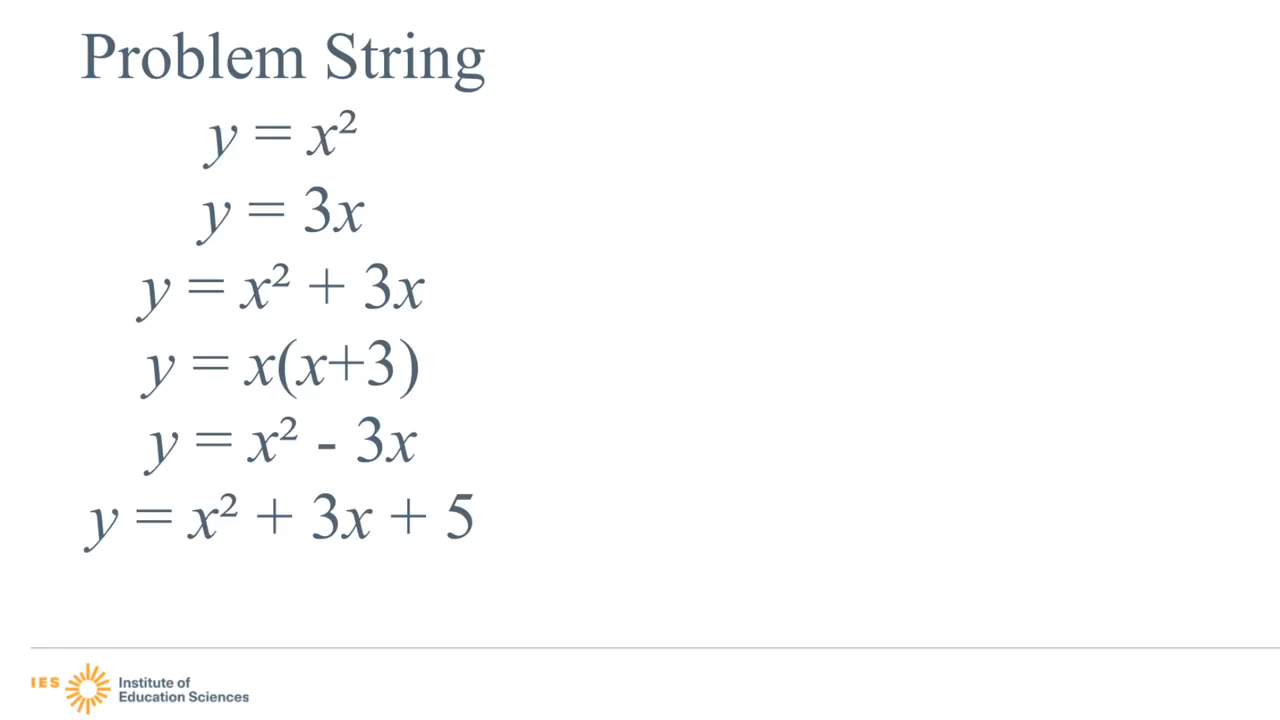 Problem String
y = x²
y = 3x
y = x² + 3x
y = x(x+3)
y = x² - 3x
y = x² + 3x + 5
IES
Institute of
Education Sciences